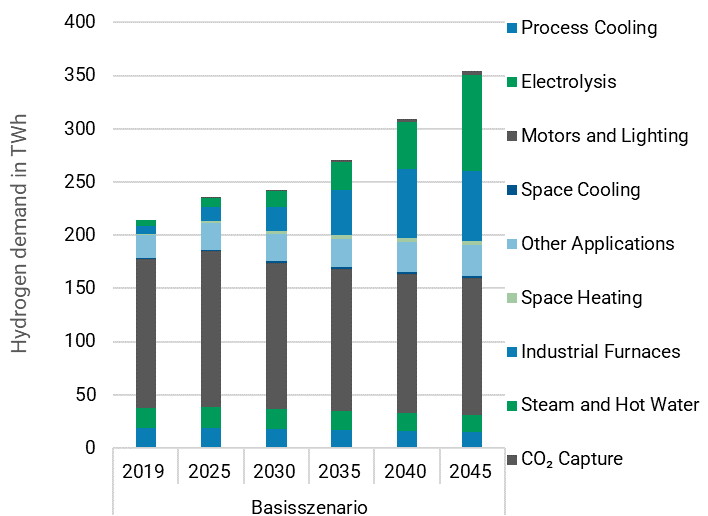 Hydrogen demand in TWh
400
350
300
250
200
150
100
50
0
2019 2025 2030 2035 2040 2045
Basisszenario
Process Cooling
Electrolysis
Motors and Lighting
Space Cooling
Other Applications
Space Heating
Industrial Furnaces
Steam and Hot Water
CO₂ Capture